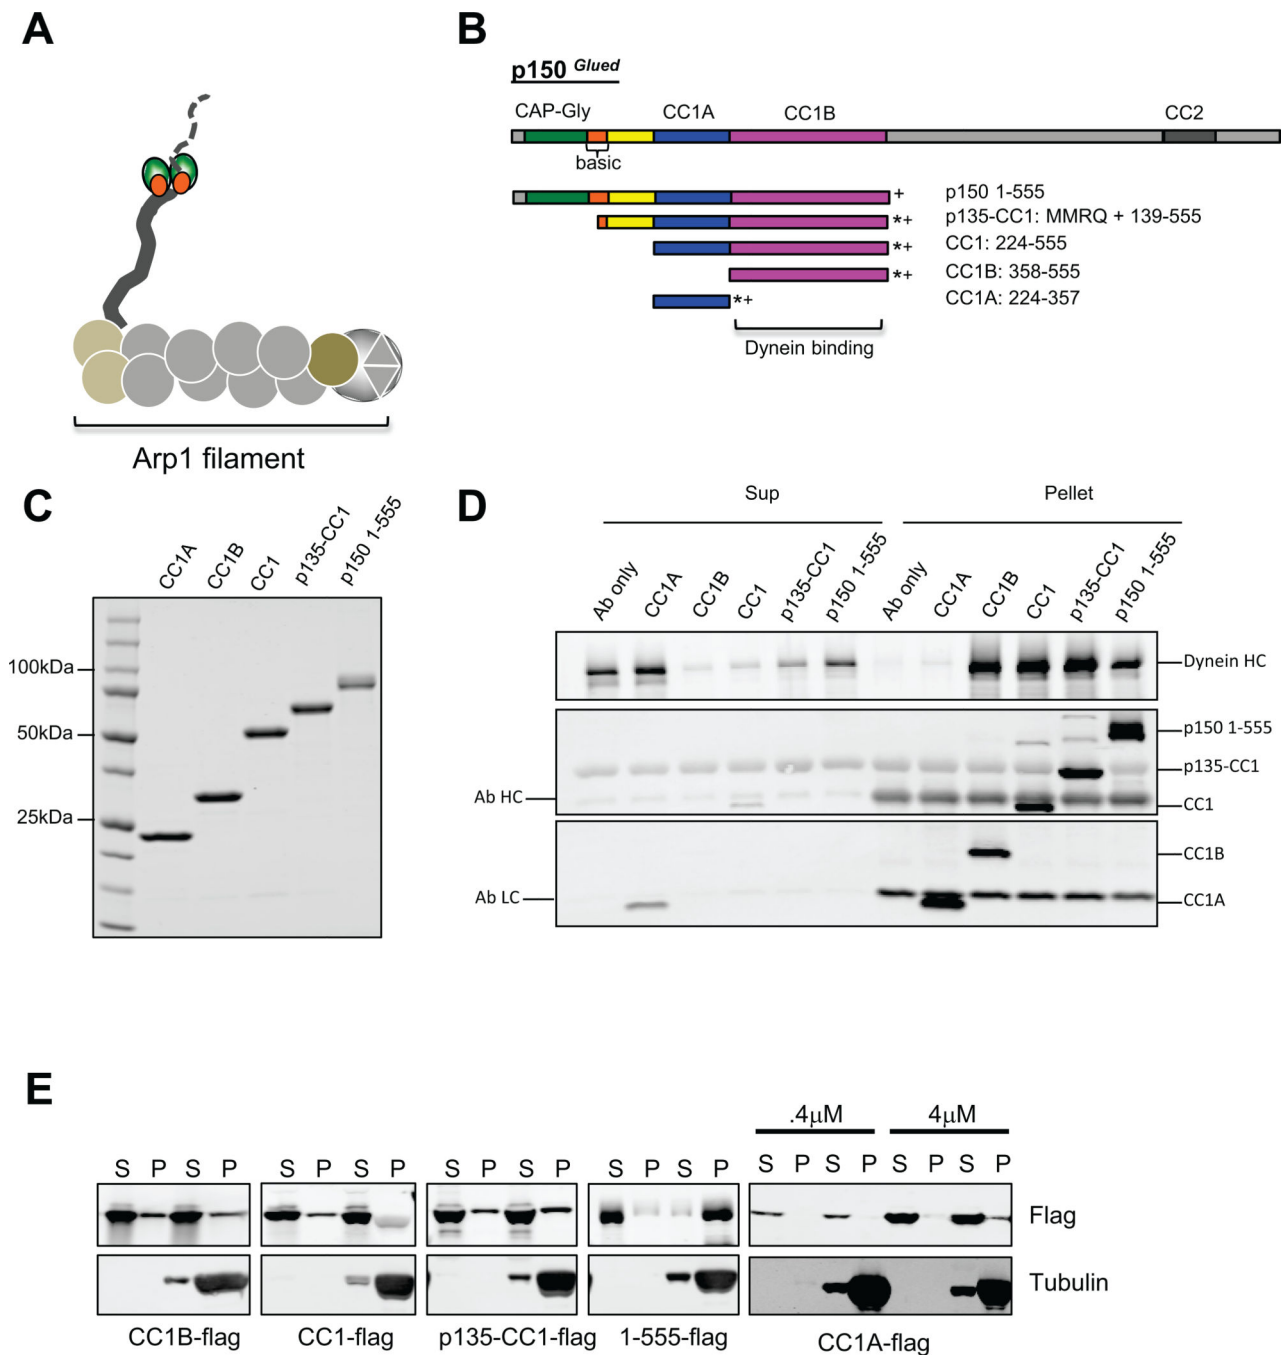 A
Arp1 filament
B
p150 Glued
CAP-Gly CC1A CC1B CC2
basic
+ p150 1-555
*+ p135-CC1: MMRQ + 139-555
*+ CC1: 224-555
*+ CC1B: 358-555
*+ CC1A: 224-357
Dynein binding
C
CC1A CC1B CC1 p135-CC1 p150 1-555
100kDa
50kDa
25kDa
D
Sup Pellet
Ab only CC1A CC1B CC1 p135-CC1 p150 1-555 Ab only CC1A CC1B CC1 p135-CC1 p150 1-555
Dynein HC
p150 1-555
p135-CC1
Ab HC
CC1
CC1B
Ab LC
CC1A
E
.4µM 4µM
S P S P S P S P S P S P S P S P S P S P S P S P
Flag
Tubulin
CC1B-flag CC1-flag p135-CC1-flag 1-555-flag CC1A-flag